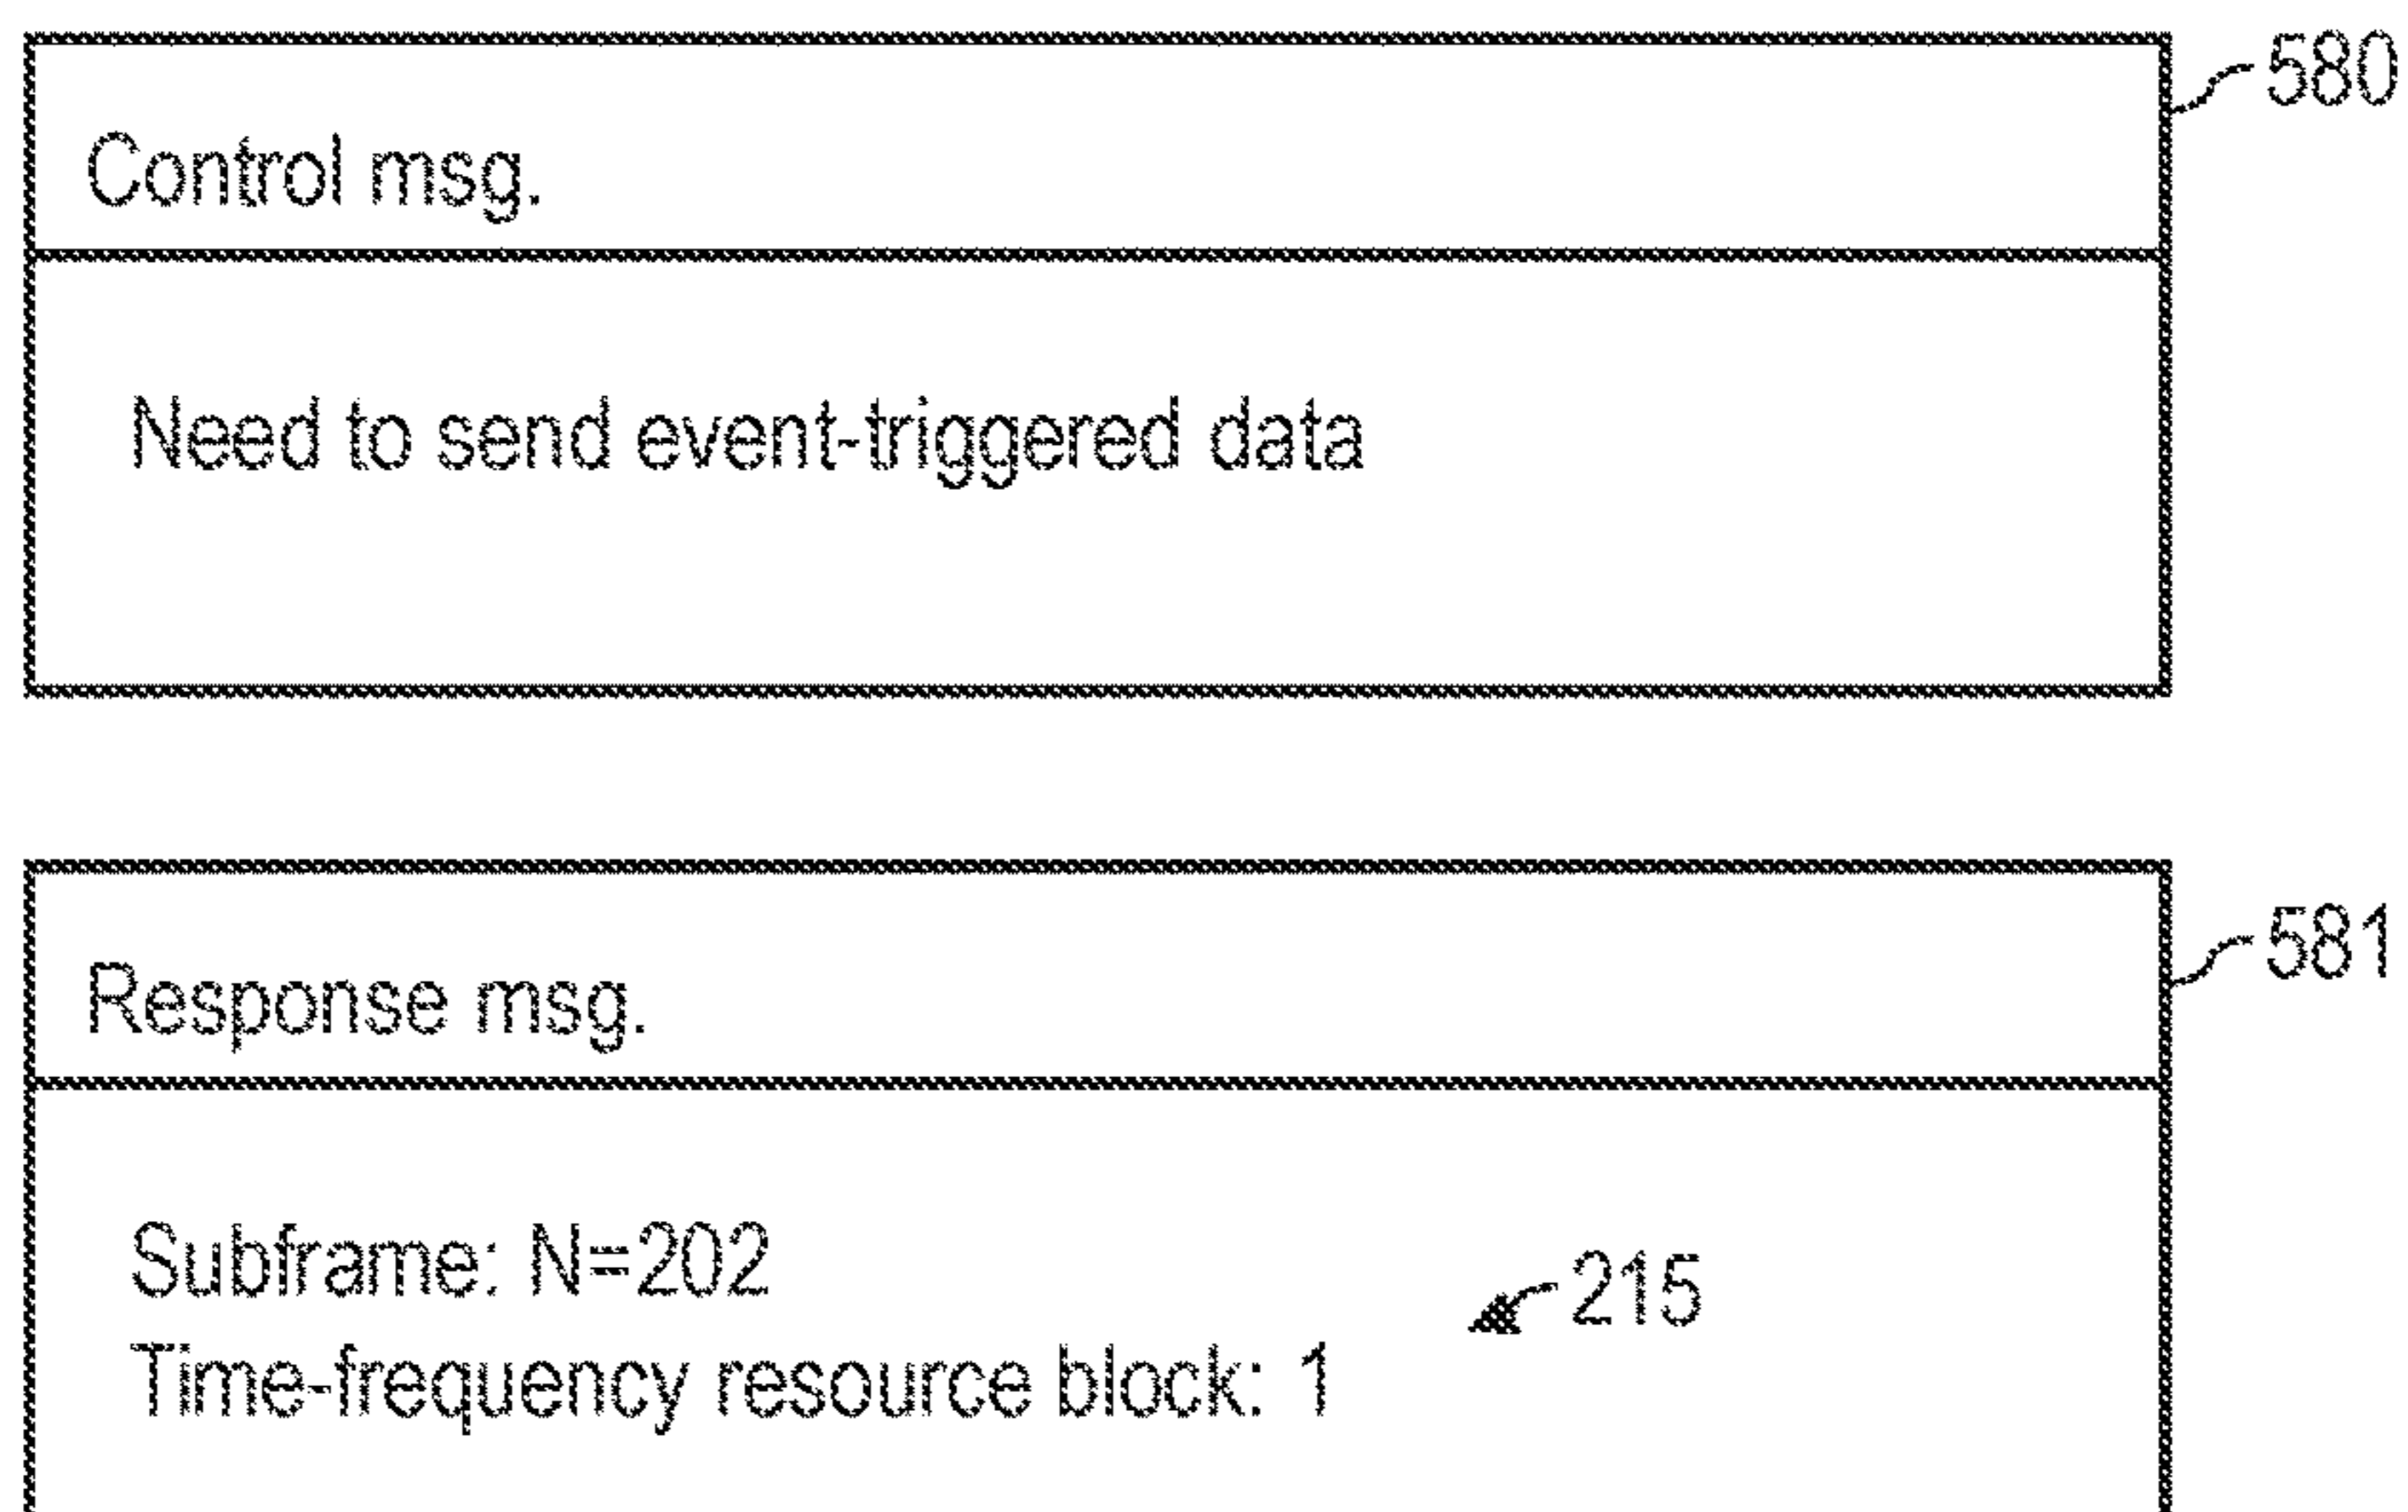 580
Control msg.
Need to send event-triggered data
581
Response msg.
Subframe: N=202
215
Time-frequency resource block: 1